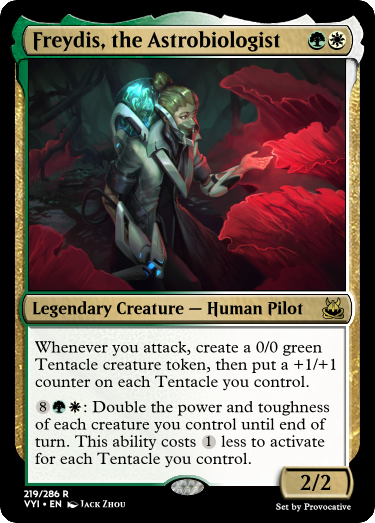 Freydis, the Astrobiologist
Legendary Creature — Human Pilot
Whenever you attack, create a 0/0 green
Tentacle creature token, then put a +1/+1
counter on each Tentacle you control.
8: Double the power and toughness
of each creature you control until end of
turn. This ability costs 1 less to activate
for each Tentacle you control.
2/2
219/286 R
VYI • EN Jack Zhou
Set by Provocative